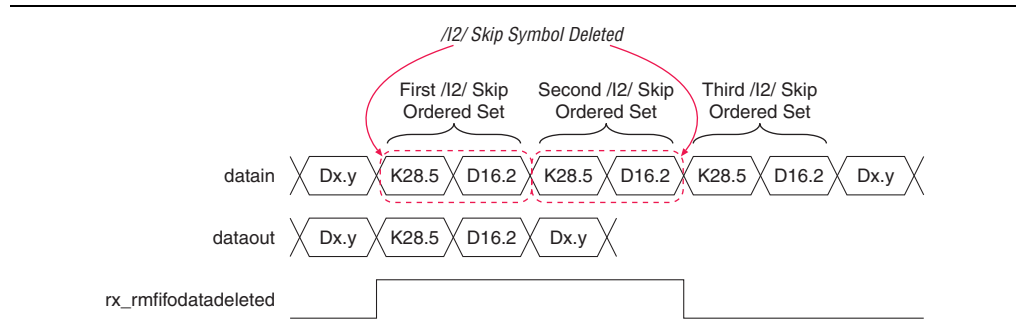 /I2/ Skip Symbol Deleted
First /I2/ Skip Ordered Set
Second /I2/ Skip Ordered Set
Third /I2/ Skip Ordered Set
datain Dx.y K28.5 D16.2 K28.5 D16.2 K28.5 D16.2 Dx.y
dataout Dx.y K28.5 D16.2 Dx.y
rx_rmfifodatadeleted